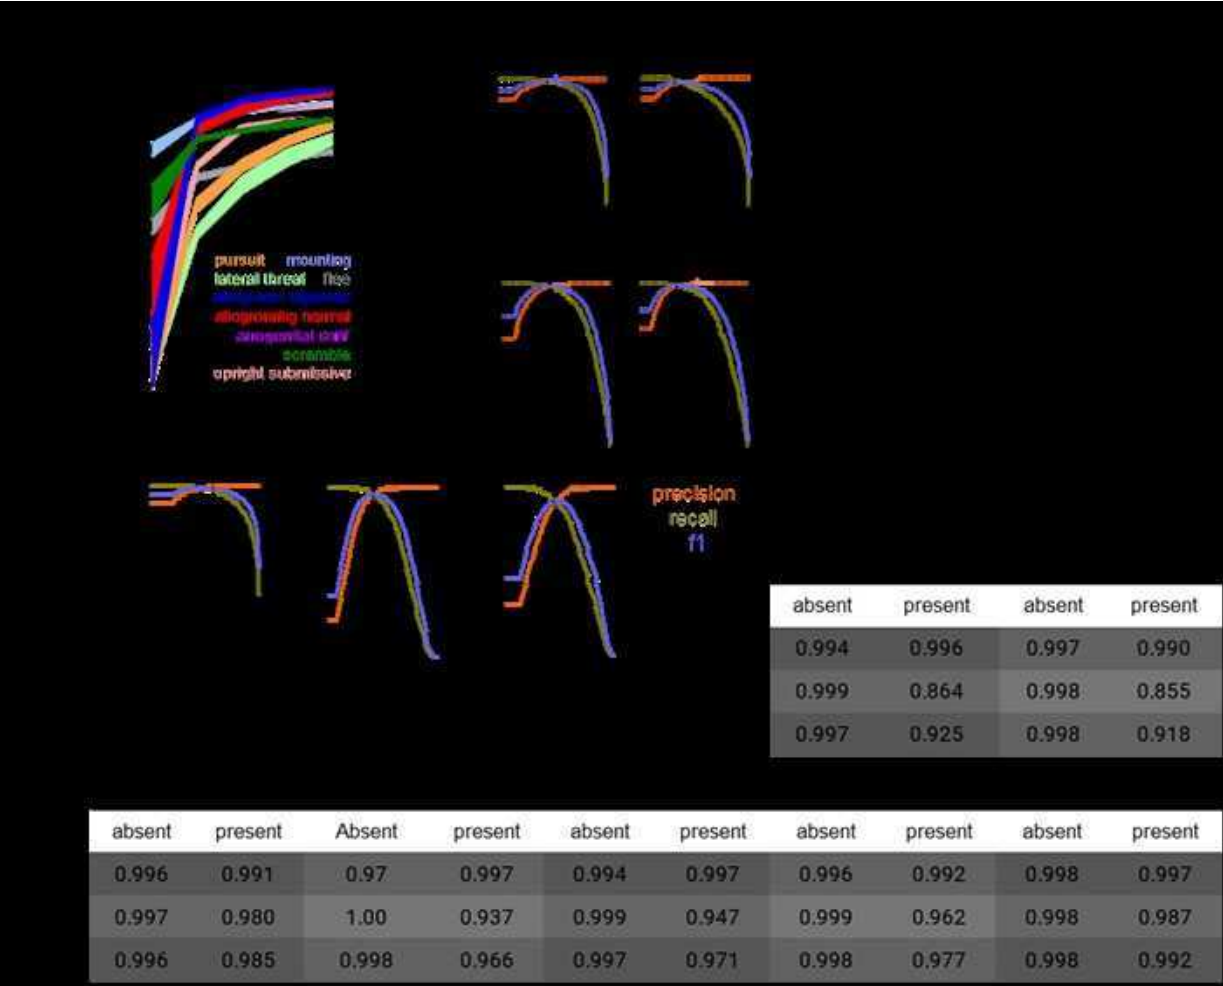 pursuit mounting
lateral threat flee
allogrooming normal
anogenital sniff
scramble
upright submissive
precision
recall
f1
absent present absent present
0.994 0.996 0.997 0.990
0.999 0.864 0.998 0.855
0.997 0.925 0.998 0.918
absent present Absent present absent present absent present absent present
0.996 0.991 0.97 0.997 0.994 0.997 0.996 0.992 0.998 0.997
0.997 0.980 1.00 0.937 0.999 0.947 0.999 0.962 0.998 0.987
0.996 0.985 0.998 0.966 0.997 0.971 0.998 0.977 0.998 0.992